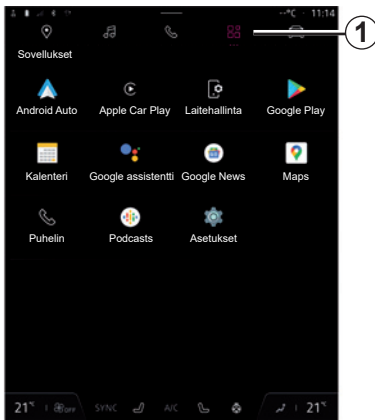 --°C 11:14
1
Sovellukset
Android Auto Apple Car Play Laitehallinta Google Play
Kalenteri Google assistentti Google News Maps
Puhelin Podcasts Asetukset
21°C OFF SYNC A/C 21°C